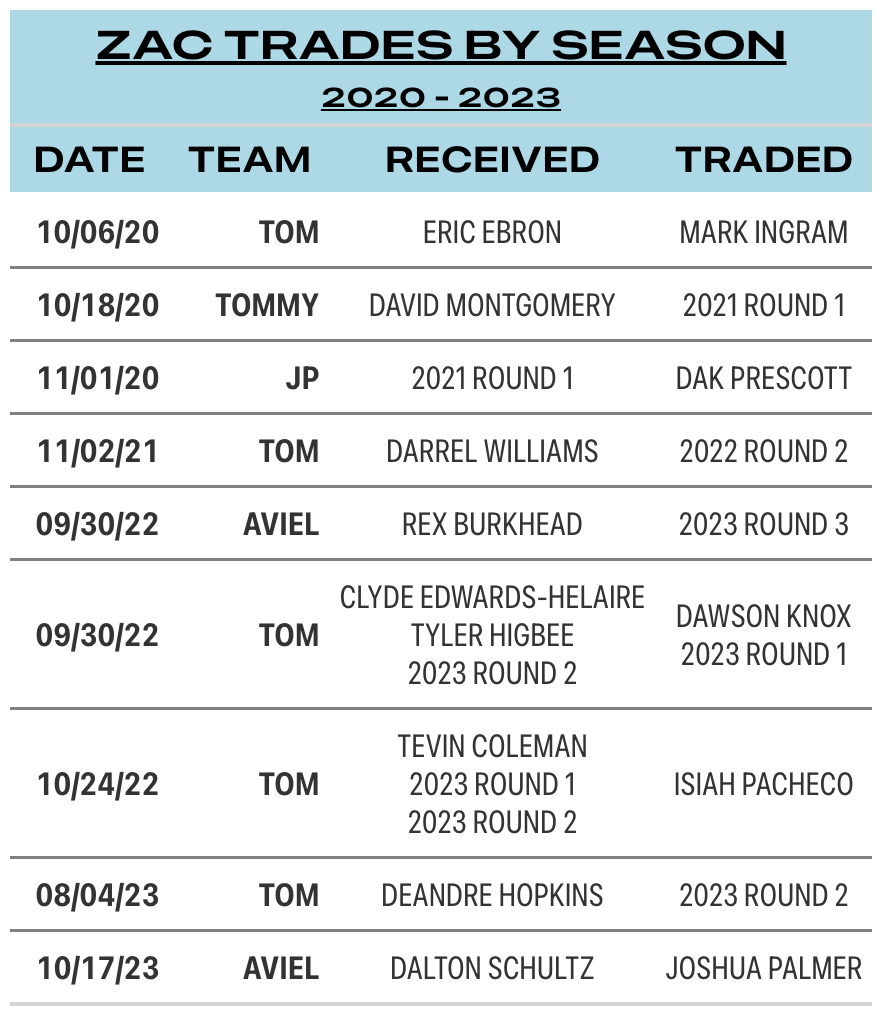 ZAC TRADES BY SEASON
2020 - 2023
DATE TEAM RECEIVED TRADED
10/06/20 TOM ERIC EBRON MARK INGRAM
10/18/20 TOMMY DAVID MONTGOMERY 2021 ROUND 1
11/01/20 JP 2021 ROUND 1 DAK PRESCOTT
11/02/21 TOM DARREL WILLIAMS 2022 ROUND 2
09/30/22 AVIEL REX BURKHEAD 2023 ROUND 3
09/30/22 TOM CLYDE EDWARDS-HELAIRE
TYLER HIGBEE
2023 ROUND 2
DAWSON KNOX
2023 ROUND 1
10/24/22 TOM TEVIN COLEMAN
2023 ROUND 1
2023 ROUND 2
ISIAH PACHECO
08/04/23 TOM DEANDRE HOPKINS 2023 ROUND 2
10/17/23 AVIEL DALTON SCHULTZ JOSHUA PALMER